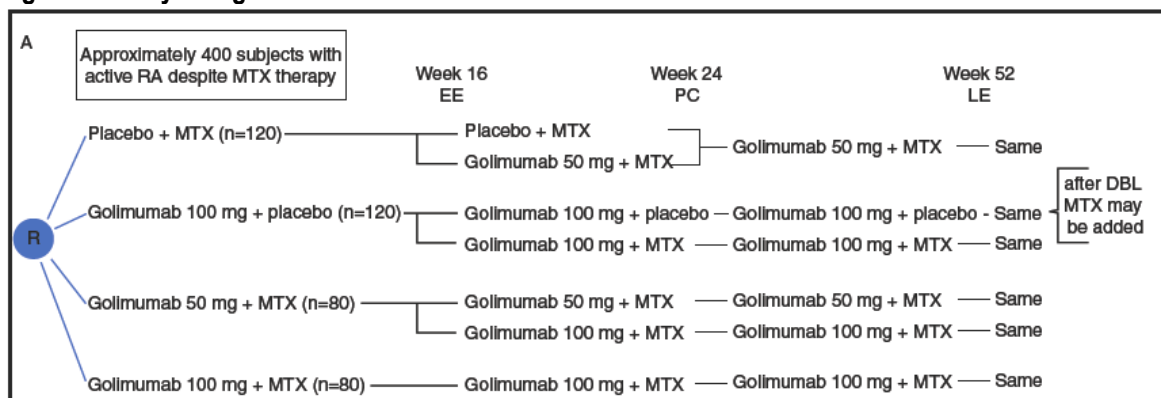 A
Approximately 400 subjects with
active RA despite MTX therapy
Week 16
EE
Week 24
PC
Week 52
LE
Placebo + MTX (n=120)
Placebo + MTX
Golimumab 50 mg + MTX
Golimumab 50 mg + MTX
Same
R
Golimumab 100 mg + placebo (n=120)
Golimumab 100 mg + placebo
Golimumab 100 mg + placebo
Same
Golimumab 100 mg + MTX
Golimumab 100 mg + MTX
Same
after DBL
MTX may
be added
Golimumab 50 mg + MTX (n=80)
Golimumab 50 mg + MTX
Golimumab 50 mg + MTX
Same
Golimumab 100 mg + MTX
Golimumab 100 mg + MTX
Same
Golimumab 100 mg + MTX (n=80)
Golimumab 100 mg + MTX
Golimumab 100 mg + MTX
Same